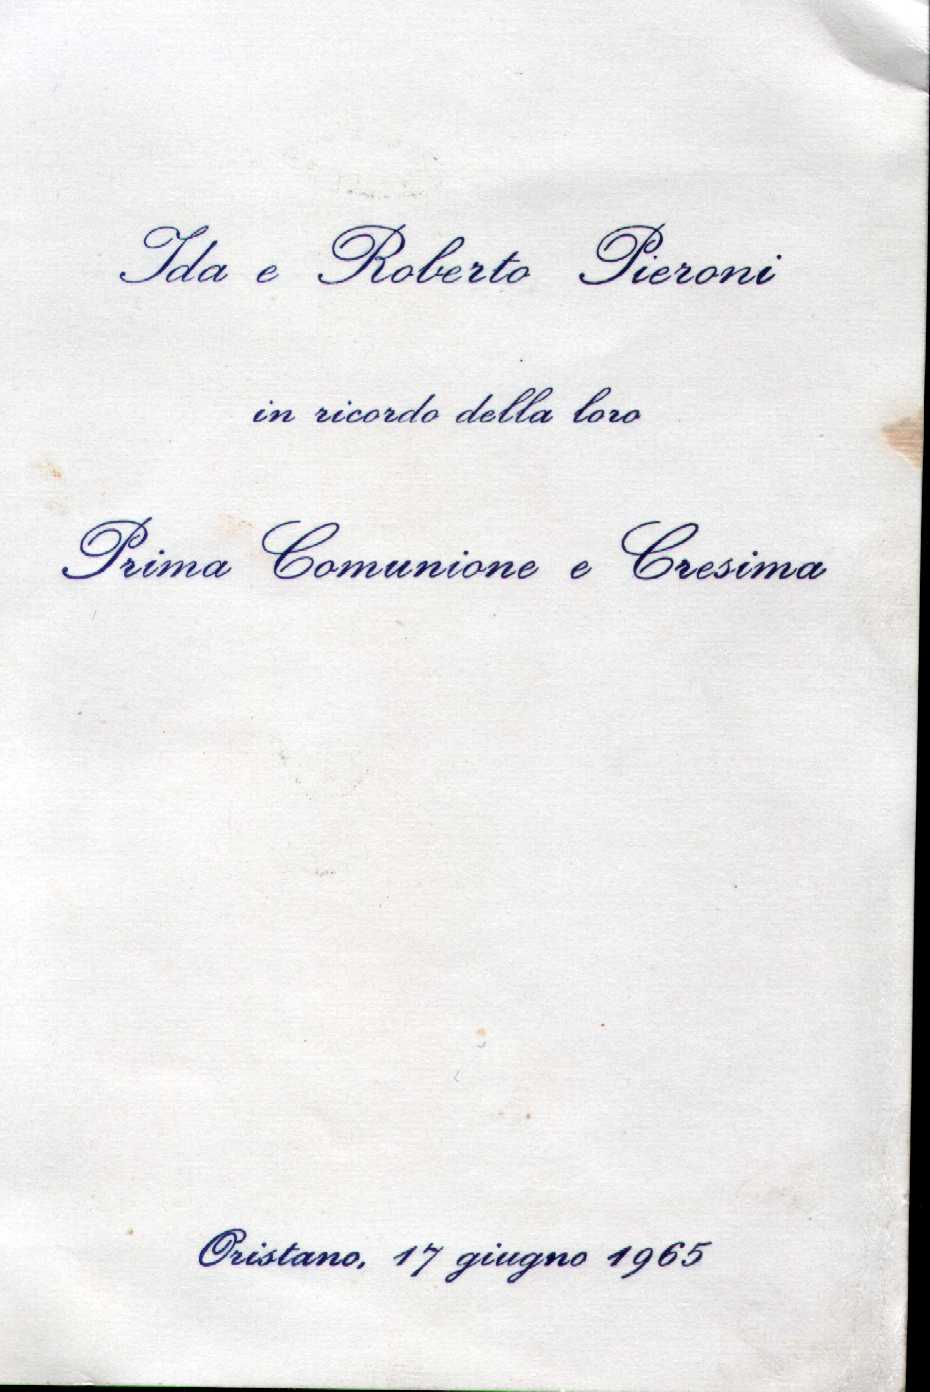 Ida e Roberto Pieroni
in ricordo della loro
Prima Comunione e Cresima
Oristano, 17 giugno 1965